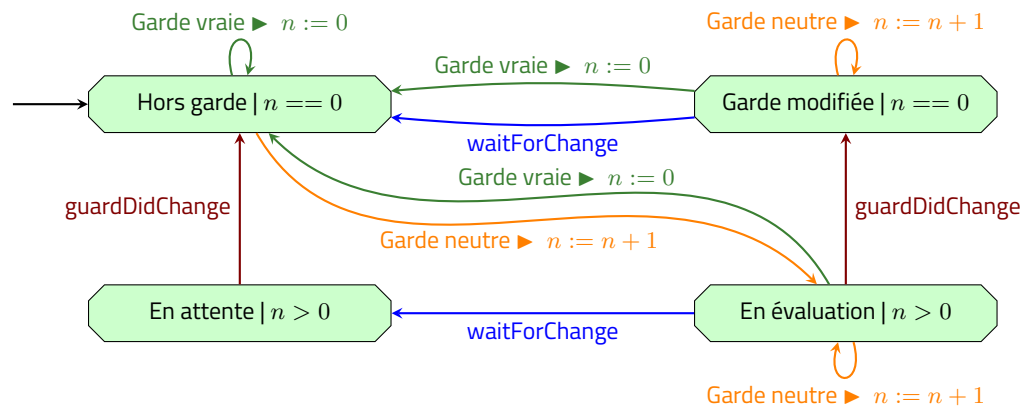 Garde vraie ► n := 0
Garde neutre ► n := n + 1
Garde vraie ► n := 0
Hors garde | n == 0
Garde modifiée | n == 0
waitForChange
Garde vraie ► n := 0
guardDidChange
guardDidChange
Garde neutre ► n := n + 1
En attente | n > 0
En évaluation | n > 0
waitForChange
Garde neutre ► n := n + 1